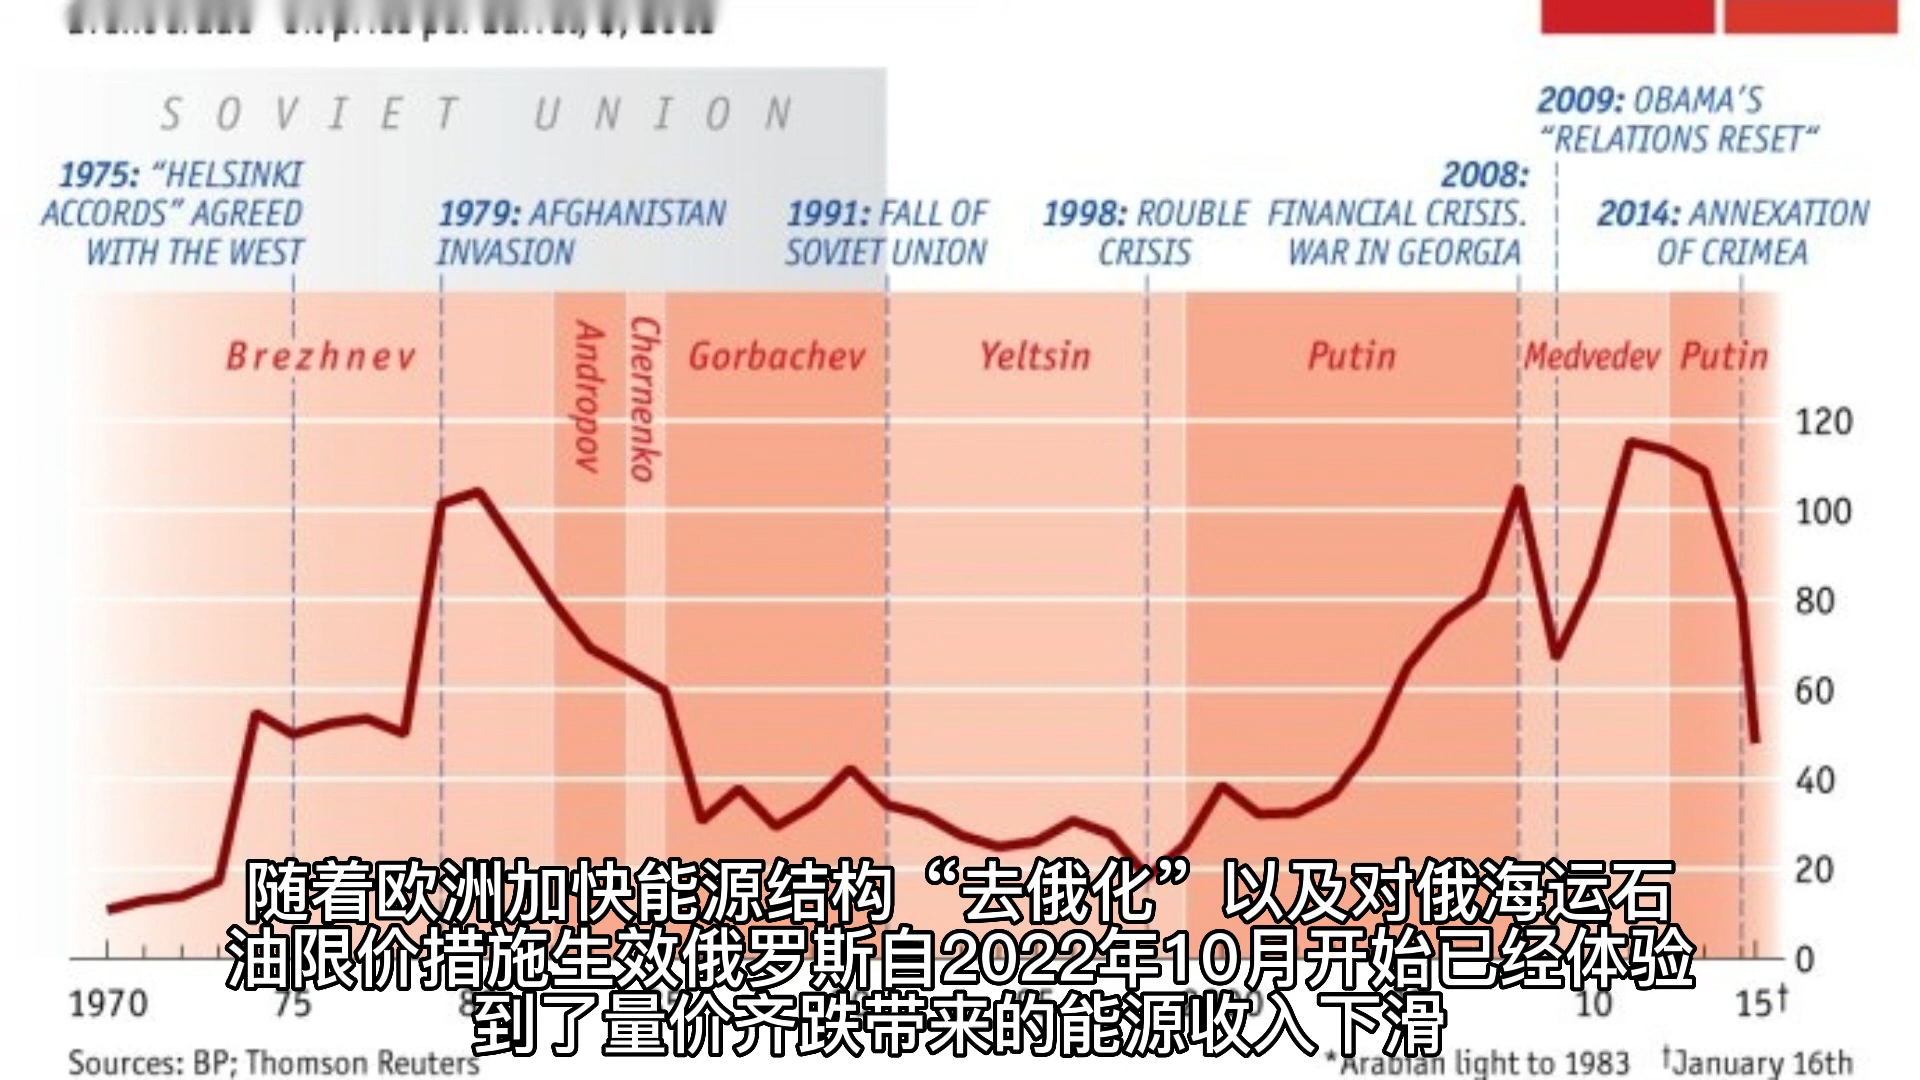 SOVIET UNION
2009: OBAMA’S
“RELATIONS RESET“
1975: “HELSINKI
ACCORDS” AGREED
WITH THE WEST
1979: AFGHANISTAN
INVASION
1991: FALL OF
SOVIET UNION
1998: ROUBLE
CRISIS
2008:
FINANCIAL CRISIS.
WAR IN GEORGIA
2014: ANNEXATION
OF CRIMEA
Brezhnev
Andropov
Chernenko
Gorbachev
Yeltsin
Putin
Medvedev
Putin
120
100
80
60
40
20
0
随着欧洲加快能源结构“去俄化”以及对俄海运石
油限价措施生效俄罗斯自2022年10月开始已经体验
到了量价齐跌带来的能源收入下滑
1970
75
10
15†
Sources: BP; Thomson Reuters
*Arabian light to 1983
†January 16th